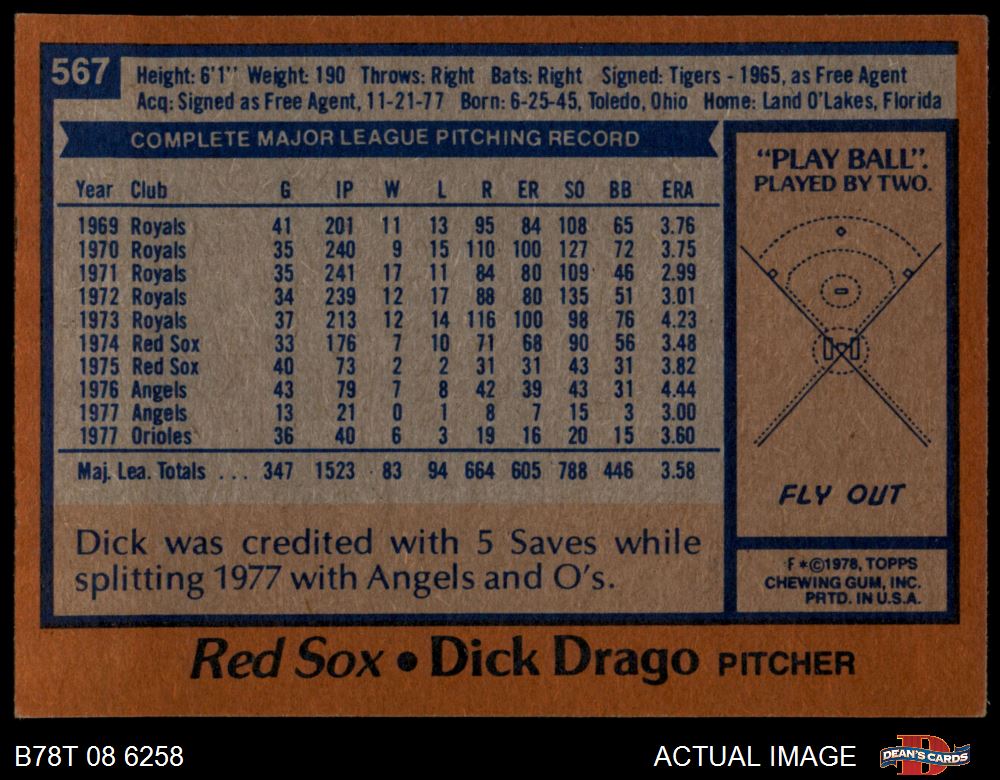 567
Height: 6'1" Weight: 190 Throws: Right Bats: Right Signed: Tigers - 1965, as Free Agent
Acq: Signed as Free Agent, 11-21-77 Born: 6-25-45, Toledo, Ohio Home: Land O'Lakes, Florida
COMPLETE MAJOR LEAGUE PITCHING RECORD
Year Club G IP W L R ER SO BB ERA
1969 Royals 41 201 11 13 95 84 108 65 3.76
1970 Royals 35 240 9 15 110 100 127 72 3.75
1971 Royals 35 241 17 11 84 80 109 46 2.99
1972 Royals 34 239 12 17 88 80 135 51 3.01
1973 Royals 37 213 12 14 116 100 98 76 4.23
1974 Red Sox 33 176 7 10 71 68 90 56 3.48
1975 Red Sox 40 73 2 2 31 31 43 31 3.82
1976 Angels 43 79 7 8 42 39 43 31 4.44
1977 Angels 13 21 0 1 8 7 15 3 3.00
1977 Orioles 36 40 6 3 19 16 20 15 3.60
Maj. Lea. Totals ... 347 1523 83 94 664 605 788 446 3.58
Dick was credited with 5 Saves while
splitting 1977 with Angels and O's.
"PLAY BALL".
PLAYED BY TWO.
FLY OUT
F*©1978, TOPPS
CHEWING GUM, INC.
PRTD. IN U.S.A.
Red Sox • Dick Drago PITCHER
B78T 08 6258
ACTUAL IMAGE
DEAN'S CARDS